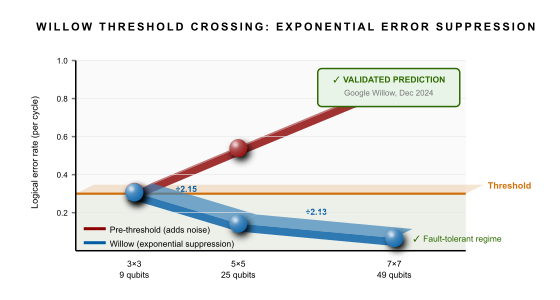 WILLOW THRESHOLD CROSSING: EXPONENTIAL ERROR SUPPRESSION
1.0
✓ VALIDATED PREDICTION
Google Willow, Dec 2024
0.8
0.6
Logical error rate (per cycle)
0.4
÷2.15
Threshold
0.2
÷2.13
Pre-threshold (adds noise)
Willow (exponential suppression)
✓ Fault-tolerant regime
3×3
5×5
7×7
9 qubits
25 qubits
49 qubits